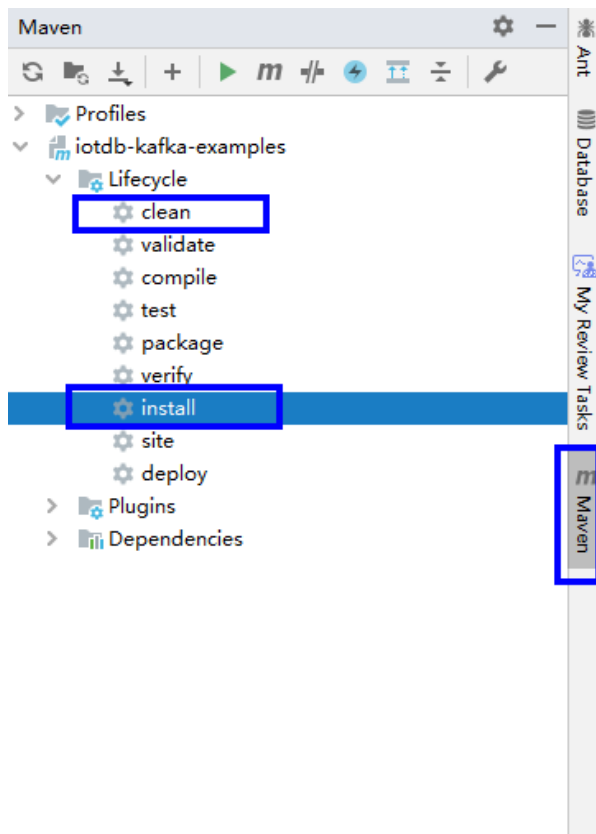 Maven
m
Profiles
m
iotdb-kafka-examples
Lifecycle
clean
validate
compile
test
package
verify
install
site
deploy
Plugins
Dependencies
Ant
Database
My Review Tasks
m
Maven